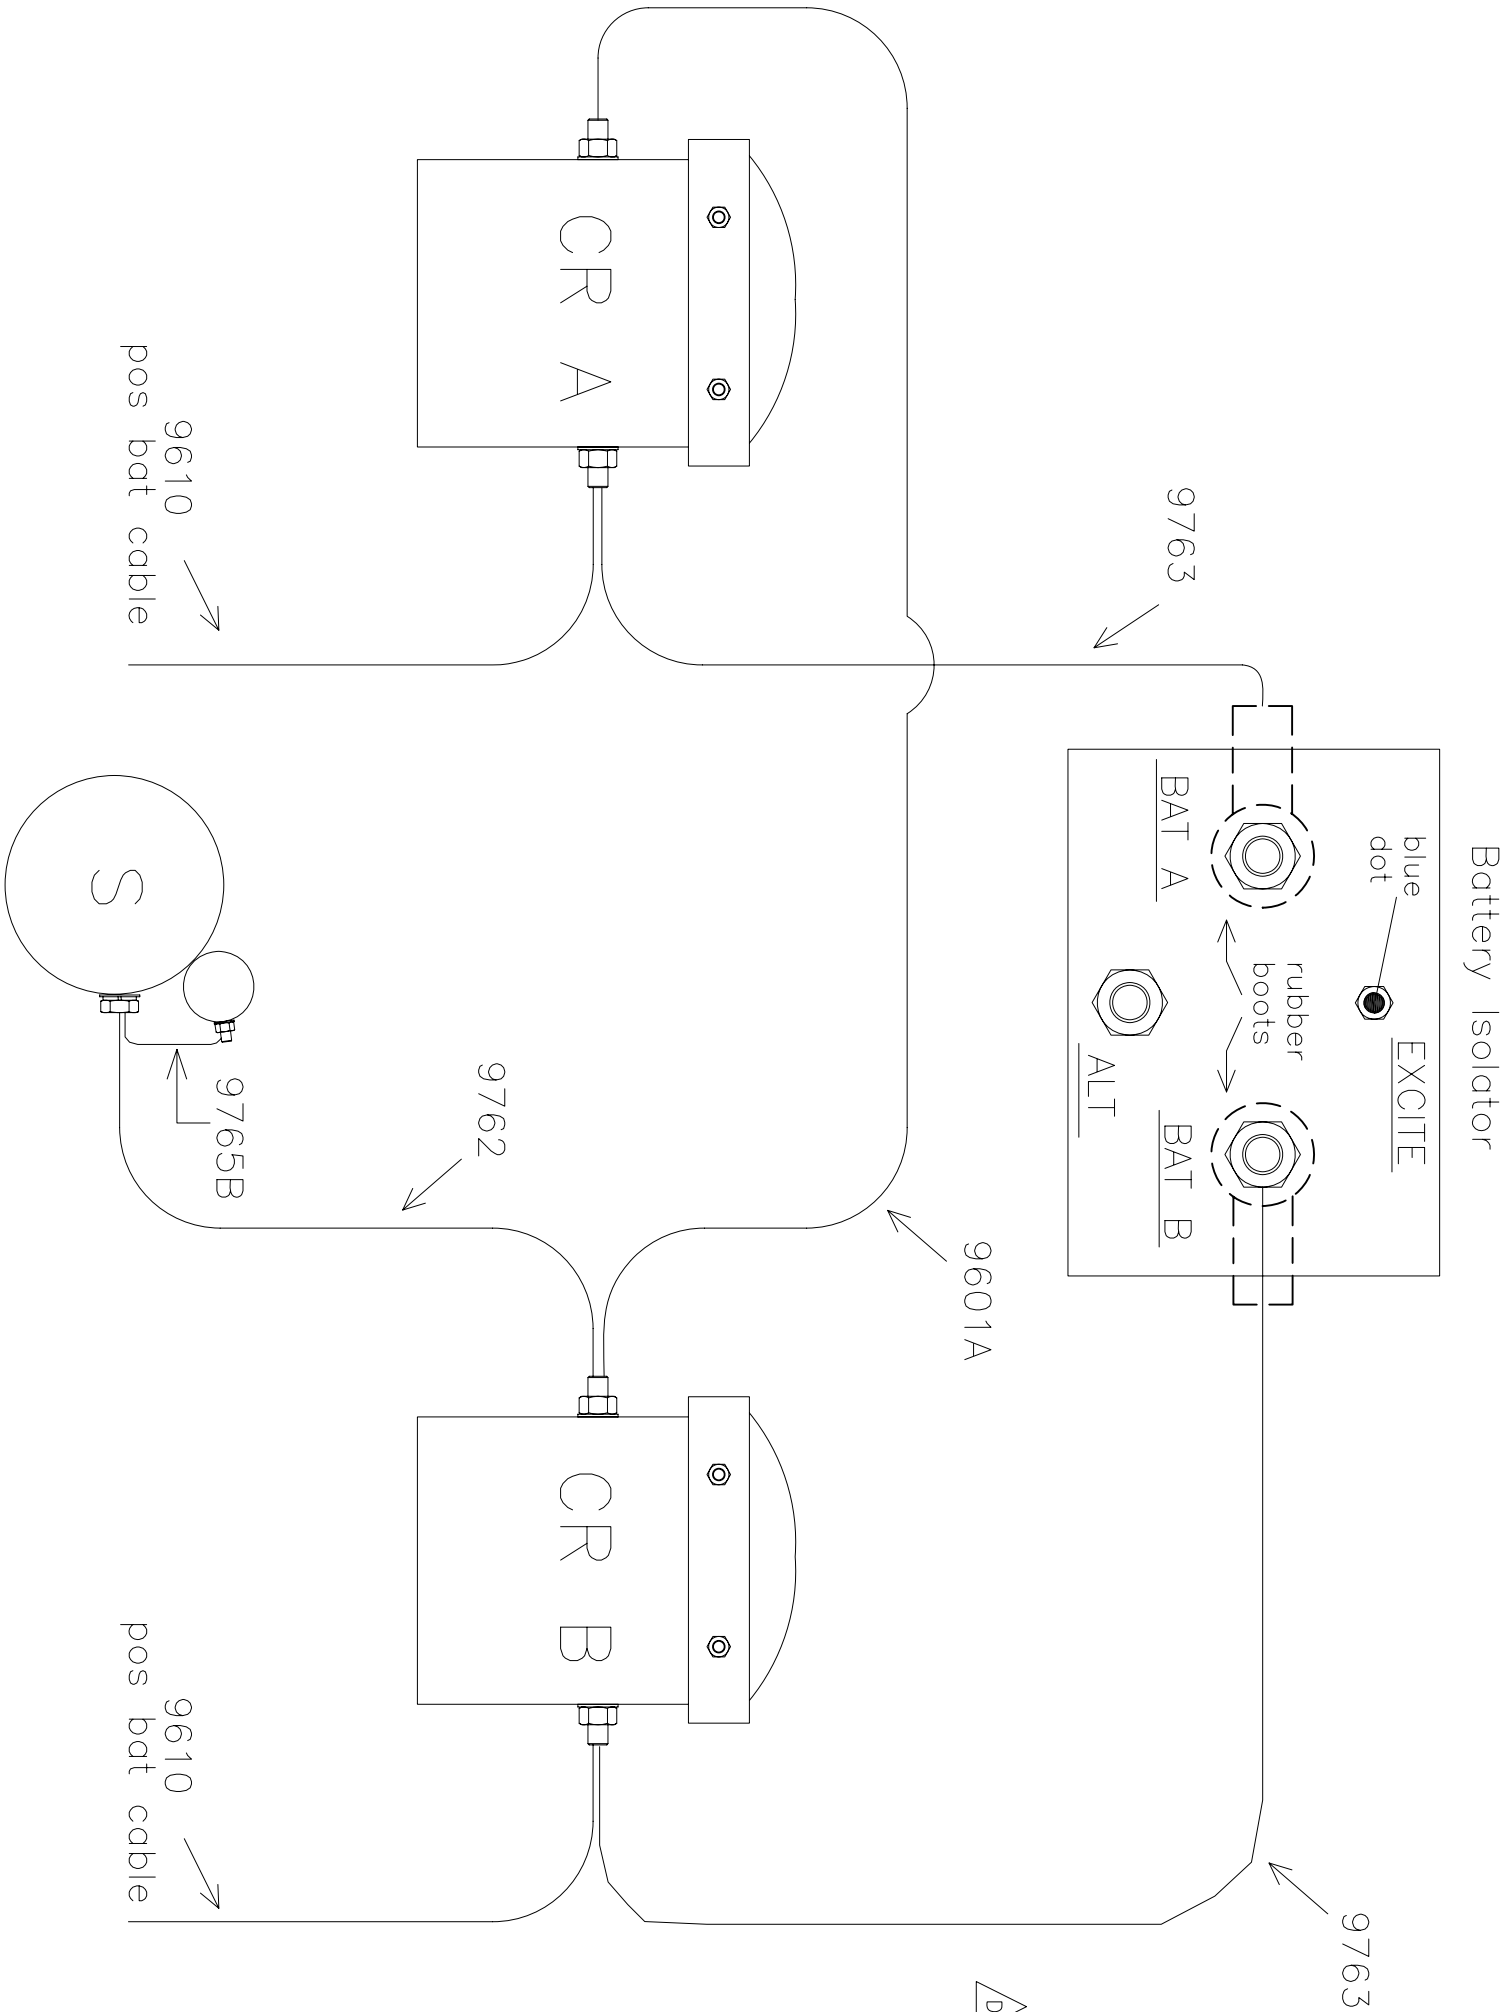 Battery Isolator
blue
dot
EXCITE
BAT A
rubber
boots
BAT B
ALT
9763
9763
9601A
D
CR A
CR B
9762
9765B
S
9610
pos bat cable
9610
pos bat cable